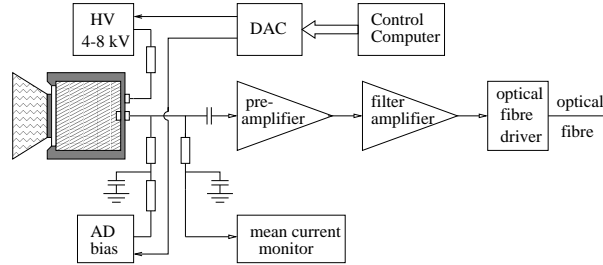 HV
4-8 kV
DAC
Control
Computer
pre-
amplifier
filter
amplifier
optical
fibre
driver
optical
fibre
AD
bias
mean current
monitor